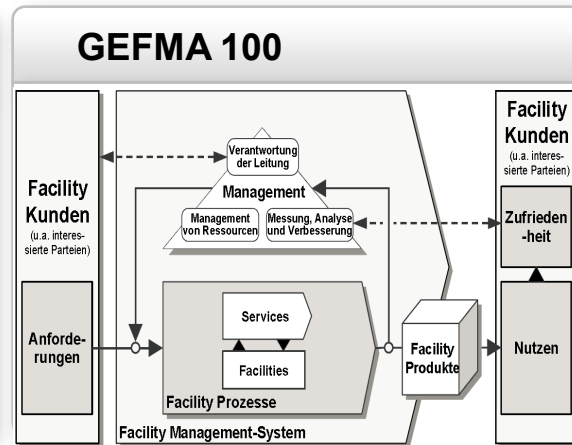 GEFMA 100
Facility
Kunden
(u.a. interes-
sierte Parteien)
Anforde-
rungen
Verantwortung
der Leitung
Management
Management
von Ressourcen
Messung, Analyse
und Verbesserung
Services
Facilities
Facility Prozesse
Facility Management-System
Facility
Produkte
Facility
Kunden
(u.a. interes-
sierte Parteien)
Zufrieden
-heit
Nutzen